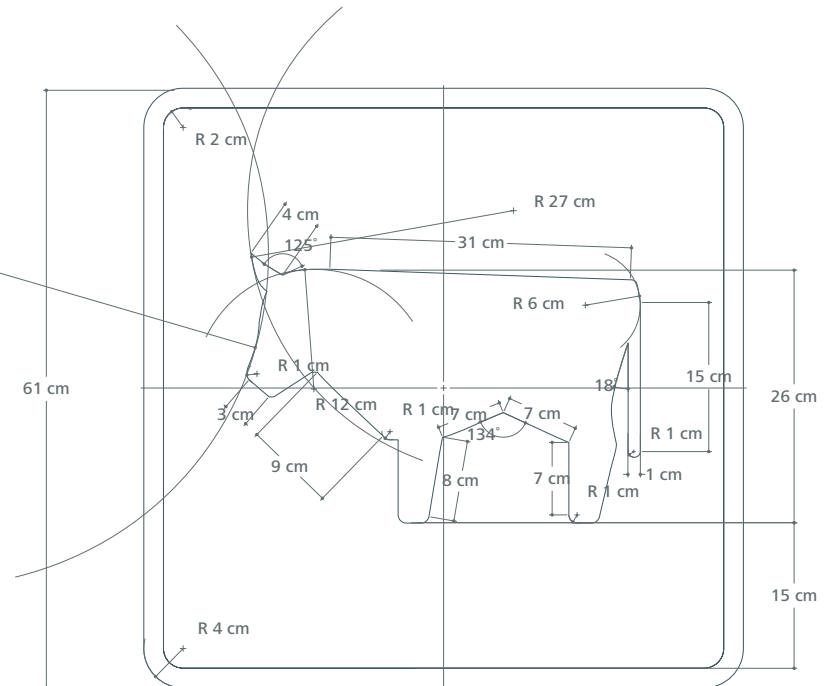 R 2 cm
R 27 cm
4 cm
125°
31 cm
R 6 cm
R 1 cm
15 cm
18°
61 cm
26 cm
R 12 cm
3 cm
R 1 cm
7 cm
7 cm
134°
R 1 cm
9 cm
8 cm
7 cm
1 cm
R 1 cm
15 cm
R 4 cm